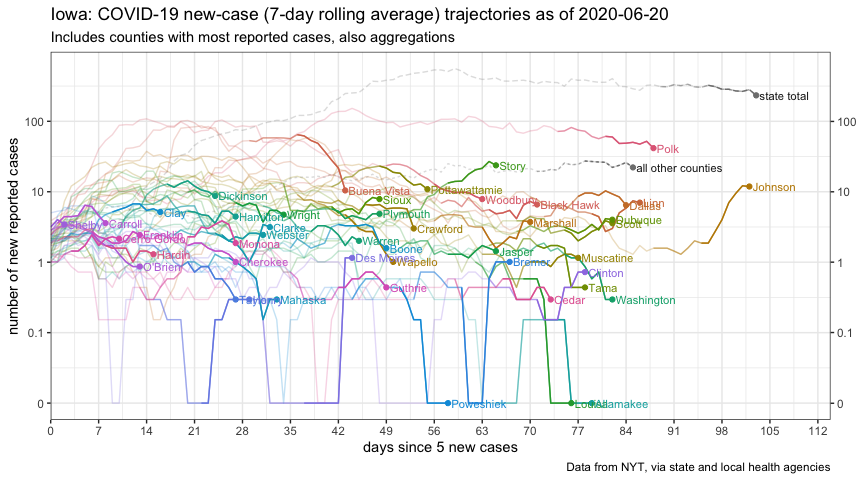 Iowa: COVID-19 new-case (7-day rolling average) trajectories as of 2020-06-20
Includes counties with most reported cases, also aggregations
number of new reported cases
100
10
1
0.1
0
100
10
1
0.1
0
state total
Polk
Story
all other counties
Buena Vista
Pottawattamie
Johnson
Dickinson
Sioux
Woodbury
Black Hawk
Linn
Dallas
Clay
Hamilton
Wright
Plymouth
Shelby
Carroll
Clarke
Crawford
Marshall
Dubuque
Scott
Webster
Franklin
Cerro Gordo
Monona
Warren
Boone
Jasper
Hardin
O'Brien
Cherokee
Des Moines
Wapello
Bremer
Muscatine
Clinton
Guthrie
Tama
Mahaska
Cedar
Washington
Poweshiek
Louisa
Allamakee
0 7 14 21 28 35 42 49 56 63 70 77 84 91 98 105 112
days since 5 new cases
Data from NYT, via state and local health agencies